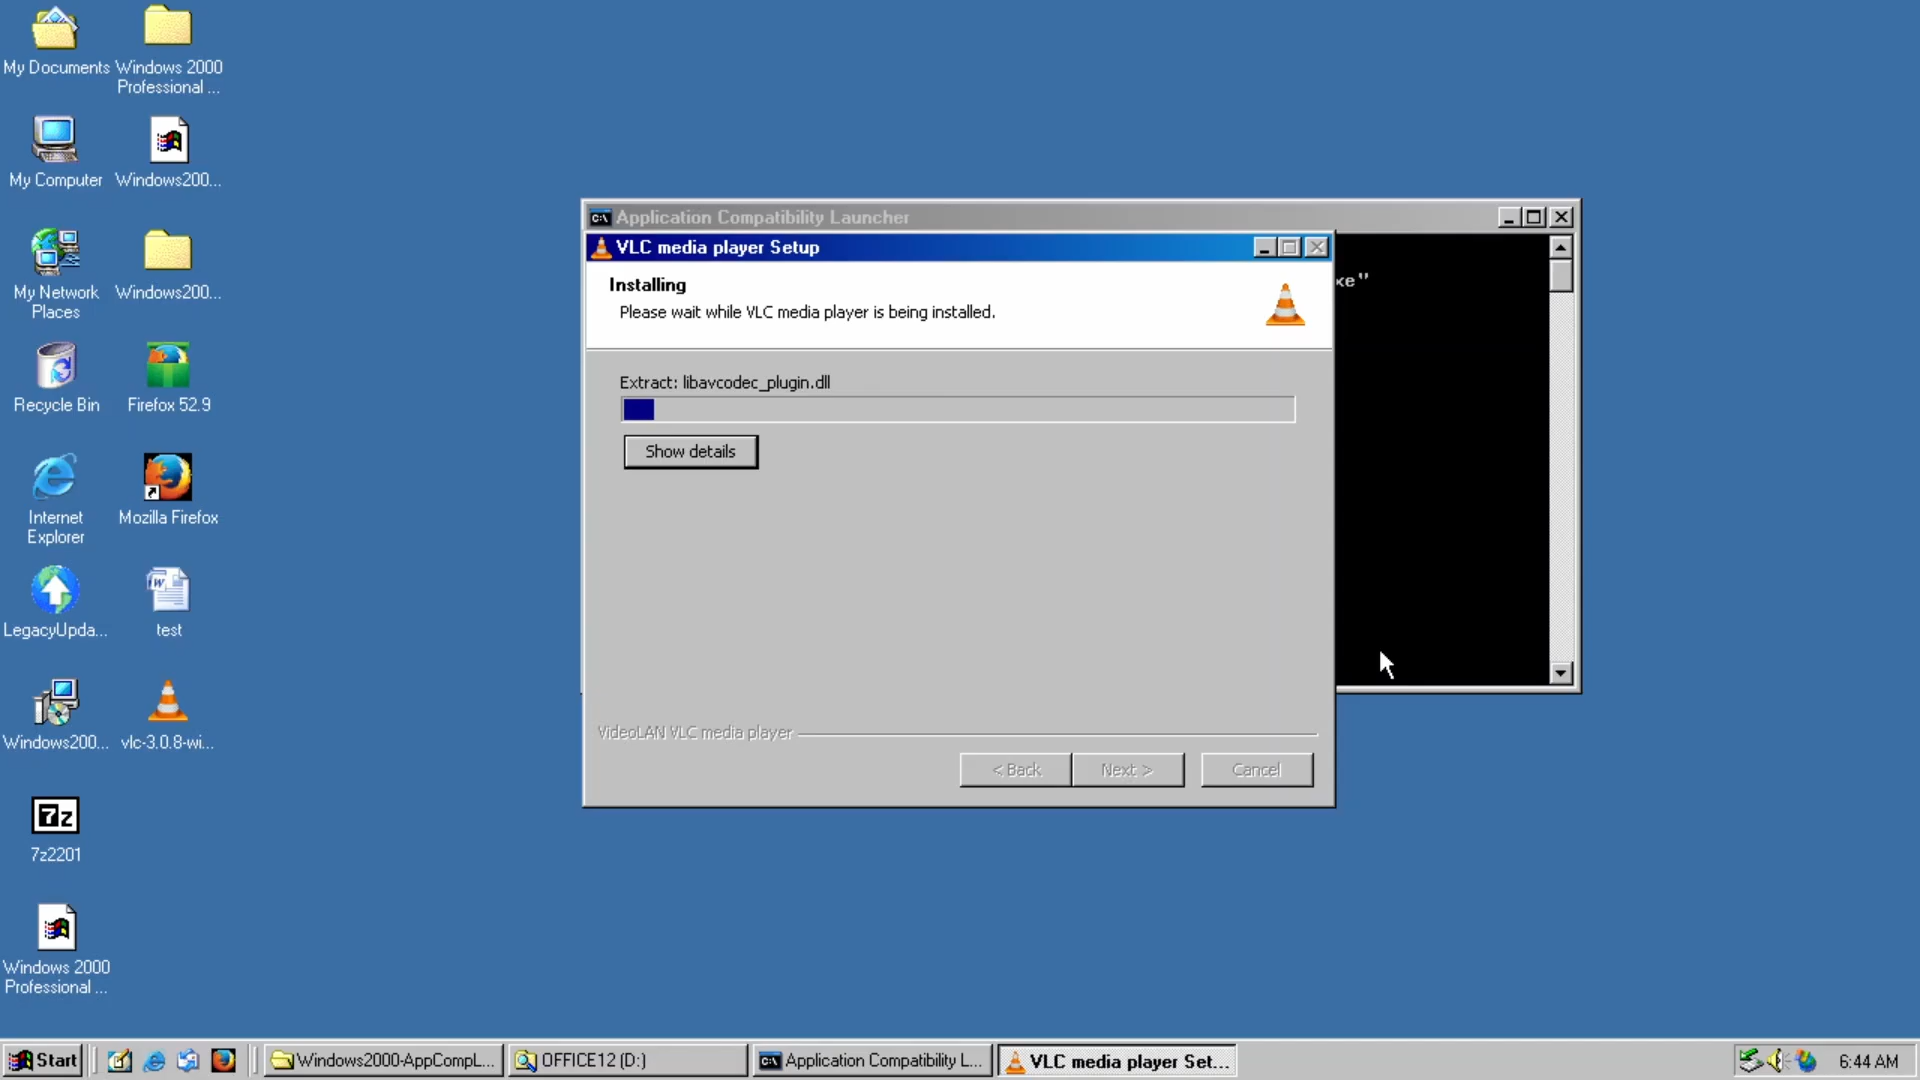 My Documents
Windows 2000
Professional ...
My Computer
Windows200...
My Network
Places
Windows200...
Recycle Bin
Firefox 52.9
Internet
Explorer
Mozilla Firefox
LegacyUpda...
test
Windows200...
vlc-3.0.8-wi...
7z
7z2201
Windows 2000
Professional ...
C:\ Application Compatibility Launcher
xe"
VLC media player Setup
Installing
Please wait while VLC media player is being installed.
Extract: libavcodec_plugin.dll
Show details
VideoLAN VLC media player
< Back
Next >
Cancel
Start
Windows2000-AppCompL...
OFFICE12 (D:)
C:\ Application Compatibility L...
VLC media player Set...
6:44 AM